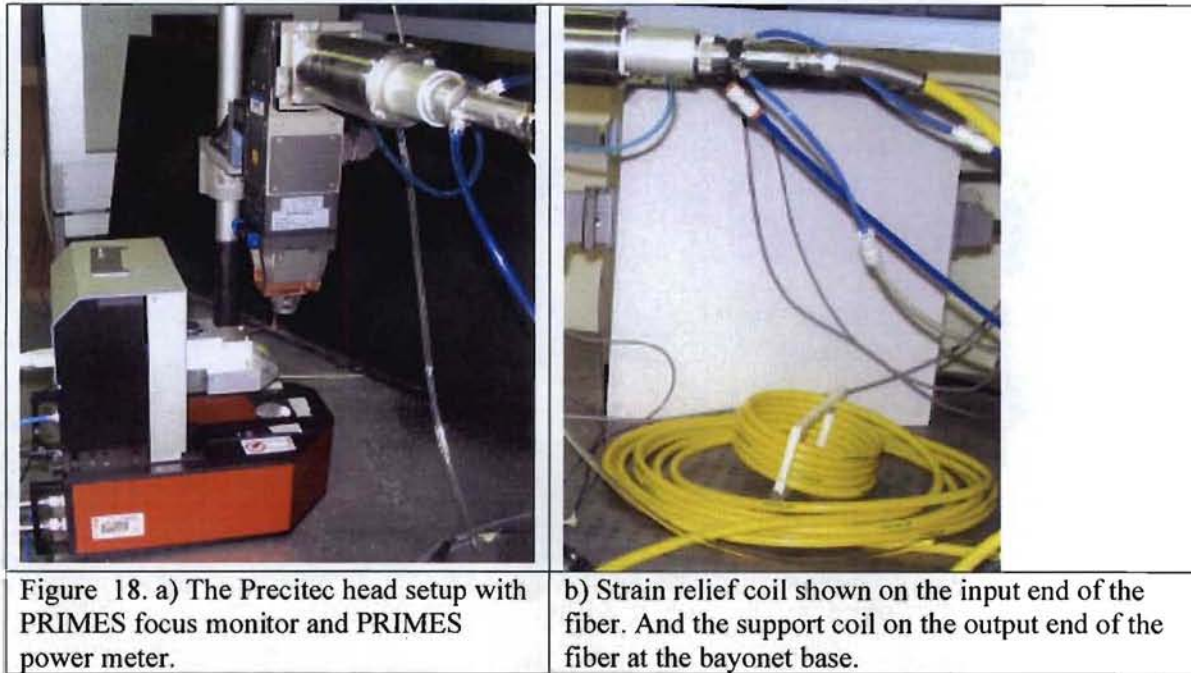 Figure 18. a) The Precitec head setup with
PRIMES focus monitor and PRIMES
power meter.
b) Strain relief coil shown on the input end of the
fiber. And the support coil on the output end of the
fiber at the bayonet base.